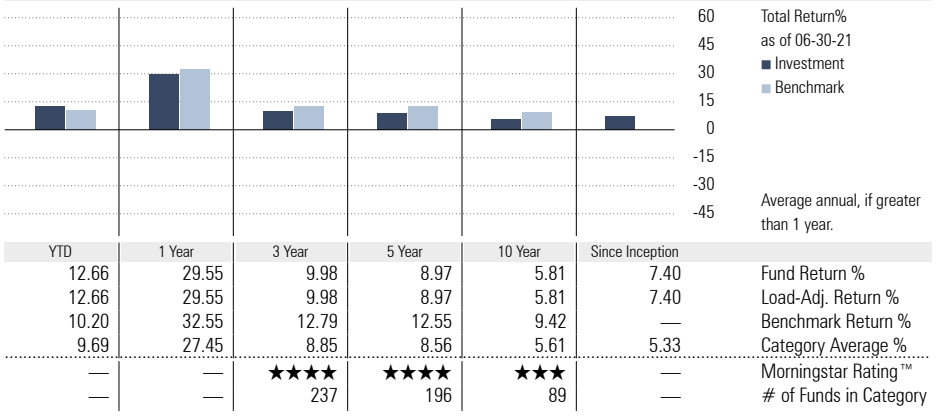 60
45
30
15
0
-15
-30
-45
Total Return%
as of 06-30-21
■ Investment
■ Benchmark
Average annual, if greater
than 1 year.
YTD 1 Year 3 Year 5 Year 10 Year Since Inception
12.66 29.55 9.98 8.97 5.81 7.40 Fund Return %
12.66 29.55 9.98 8.97 5.81 7.40 Load-Adj. Return %
10.20 32.55 12.79 12.55 9.42 — Benchmark Return %
9.69 27.45 8.85 8.56 5.61 5.33 Category Average %
— — ★★★★ ★★★★ ★★★ — Morningstar Rating™
— — 237 196 89 — # of Funds in Category